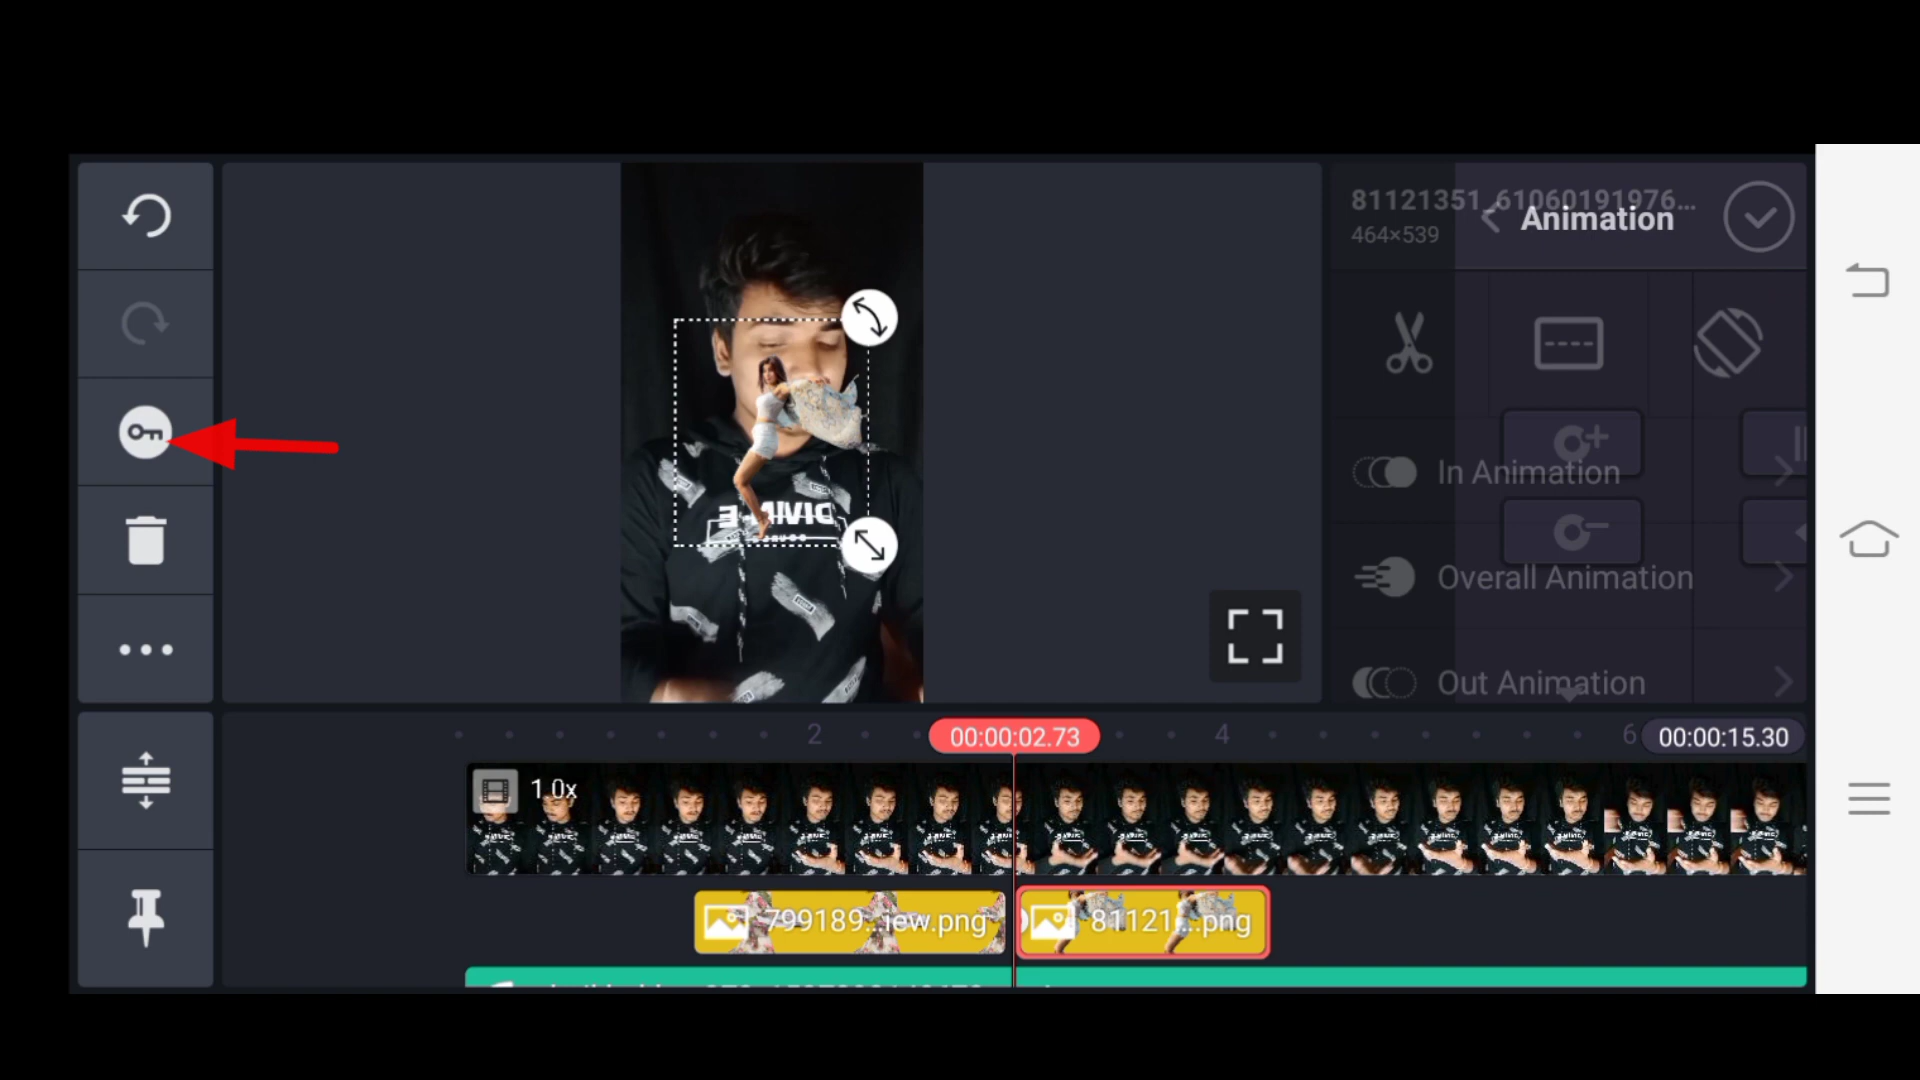 81121351_61060191976...
Animation
464×539
In Animation
Overall Animation
Out Animation
2
00:00:02.73
4
6
00:00:15.30
1.0x
799189...iew.png
81121...png